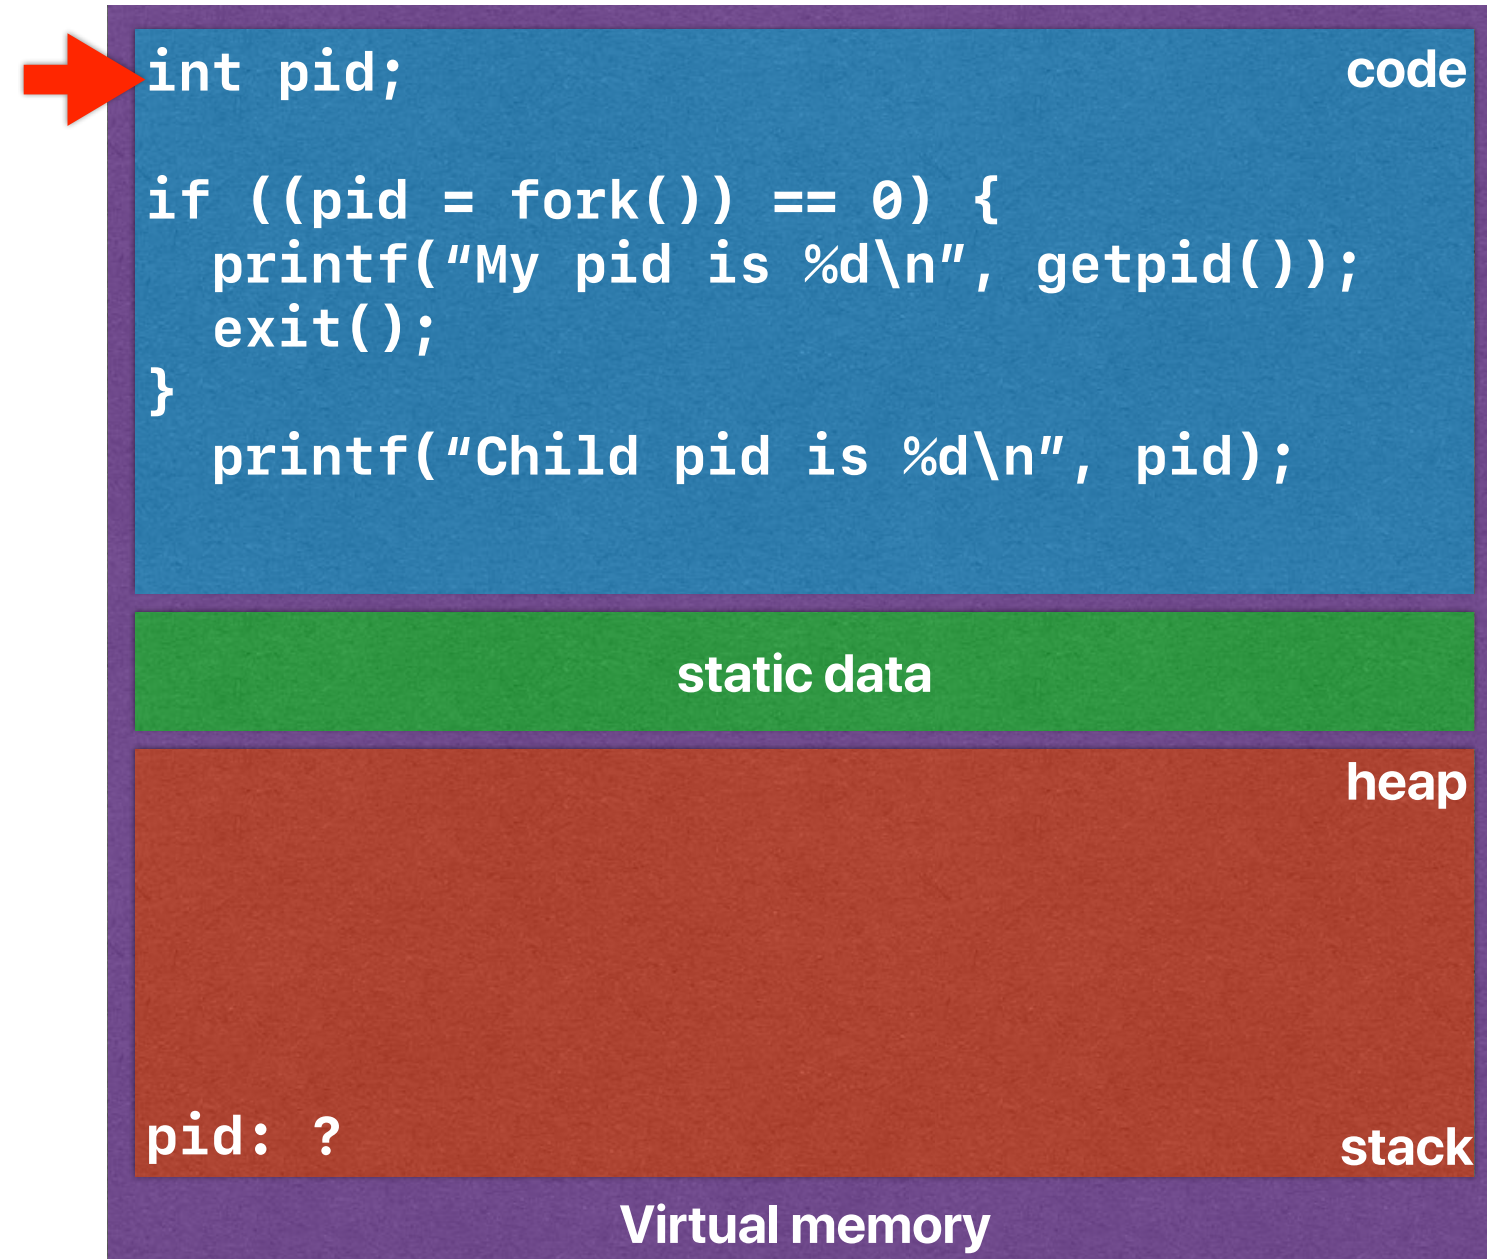 int pid;
code
if ((pid = fork()) == 0) {
  printf(“My pid is %d\n”, getpid());
  exit();
}
  printf(“Child pid is %d\n”, pid);
static data
heap
pid: ?
stack
Virtual memory